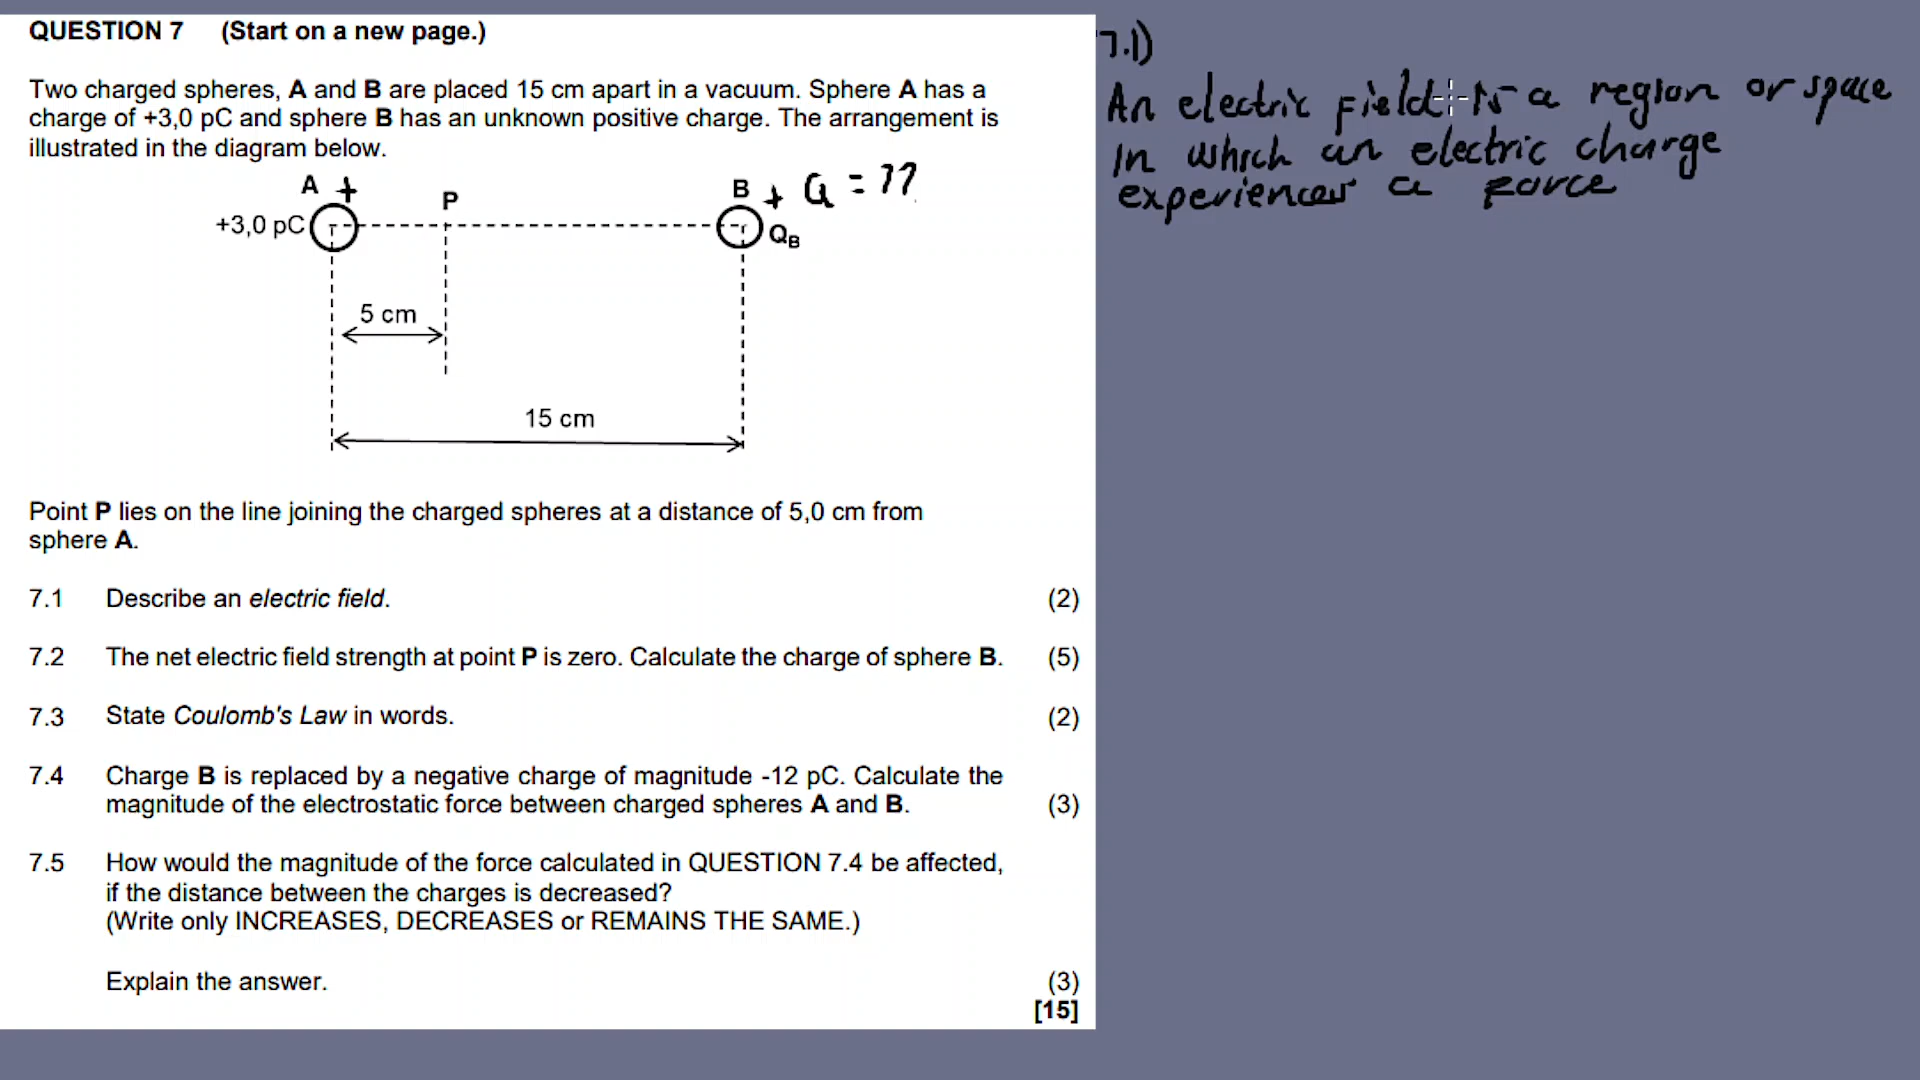 QUESTION 7 (Start on a new page.)
Two charged spheres, A and B are placed 15 cm apart in a vacuum. Sphere A has a
charge of +3,0 pC and sphere B has an unknown positive charge. The arrangement is
illustrated in the diagram below.
A +
P
B + Q = ??
+3,0 pC
QB
5 cm
15 cm
Point P lies on the line joining the charged spheres at a distance of 5,0 cm from
sphere A.
7.1 Describe an electric field. (2)
7.2 The net electric field strength at point P is zero. Calculate the charge of sphere B. (5)
7.3 State Coulomb's Law in words. (2)
7.4 Charge B is replaced by a negative charge of magnitude -12 pC. Calculate the
magnitude of the electrostatic force between charged spheres A and B. (3)
7.5 How would the magnitude of the force calculated in QUESTION 7.4 be affected,
if the distance between the charges is decreased?
(Write only INCREASES, DECREASES or REMAINS THE SAME.)
Explain the answer. (3)
[15]
7.1)
An electric field is a region or space
in which an electric charge
experiences a force